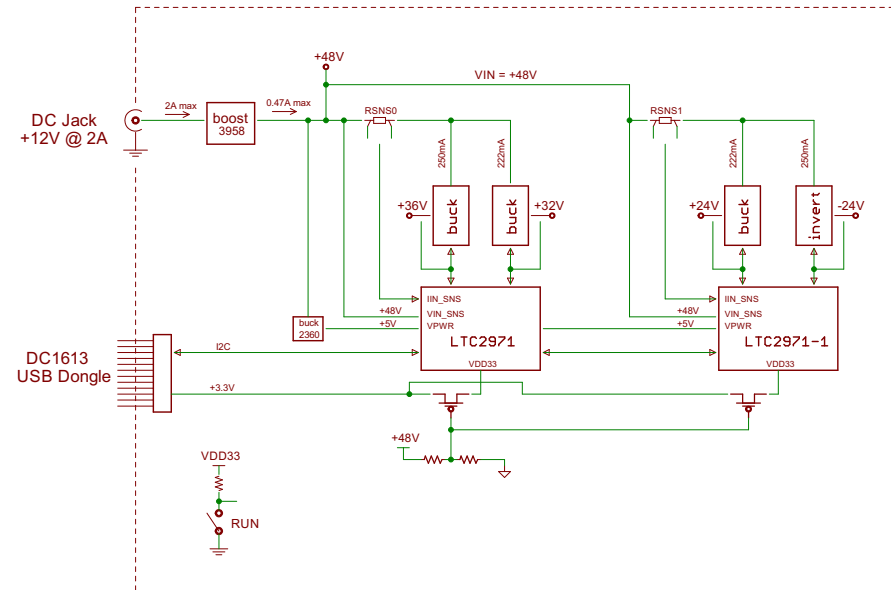 +48V
VIN = +48V
DC Jack
+12V @ 2A
2A max
boost
3958
0.47A max
RSNS0
250mA
222mA
RSNS1
222mA
250mA
+36V
buck
buck
+32V
+24V
buck
invert
-24V
IIN_SNS
+48V
VIN_SNS
+5V
VPWR
LTC2971
VDD33
IIN_SNS
+48V
VIN_SNS
+5V
VPWR
LTC2971-1
VDD33
buck
2360
DC1613
USB Dongle
I2C
+3.3V
+48V
VDD33
RUN